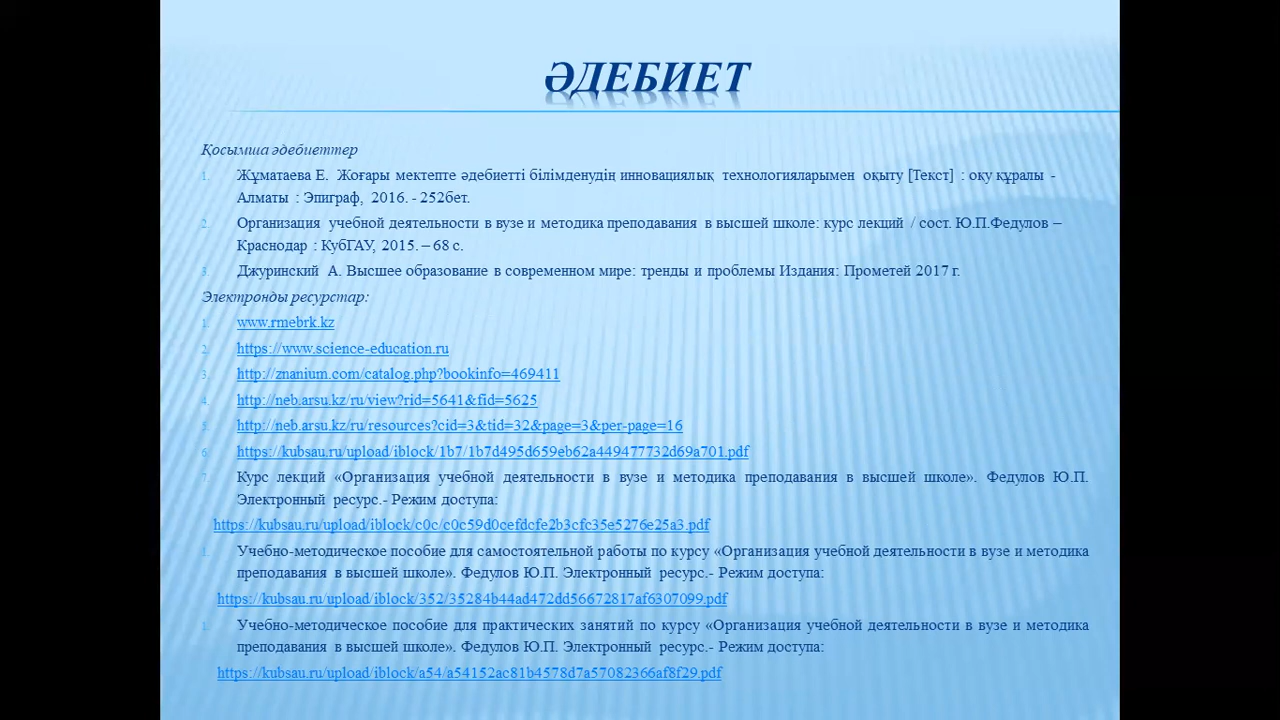 ӘДЕБИЕТ
Қосымша әдебиеттер
1. Жұматаева Е. Жоғары мектепте әдебиетті білімденудің инновациялық технологияларымен оқыту [Текст] : оқу құралы -
Алматы : Эпиграф, 2016. - 252бет.
2. Организация учебной деятельности в вузе и методика преподавания в высшей школе: курс лекций / сост. Ю.П.Федулов –
Краснодар : КубГАУ, 2015. – 68 с.
3. Джуринский А. Высшее образование в современном мире: тренды и проблемы Издания: Прометей 2017 г.
Электронды ресурстар:
1. www.rmebrk.kz
2. https://www.science-education.ru
3. http://znanium.com/catalog.php?bookinfo=469411
4. http://neb.arsu.kz/ru/view?rid=5641&fid=5625
5. http://neb.arsu.kz/ru/resources?cid=3&tid=32&page=3&per-page=16
6. https://kubsau.ru/upload/iblock/1b7/1b7d495d659eb62a449477732d69a701.pdf
7. Курс лекций «Организация учебной деятельности в вузе и методика преподавания в высшей школе». Федулов Ю.П.
Электронный ресурс.- Режим доступа:
https://kubsau.ru/upload/iblock/c0c/c0c59d0cefdcfe2b3cfc35e5276e25a3.pdf
1. Учебно-методическое пособие для самостоятельной работы по курсу «Организация учебной деятельности в вузе и методика
преподавания в высшей школе». Федулов Ю.П. Электронный ресурс.- Режим доступа:
https://kubsau.ru/upload/iblock/352/35284b44ad472dd56672817af6307099.pdf
1. Учебно-методическое пособие для практических занятий по курсу «Организация учебной деятельности в вузе и методика
преподавания в высшей школе». Федулов Ю.П. Электронный ресурс.- Режим доступа:
https://kubsau.ru/upload/iblock/a54/a54152ac81b4578d7a57082366af8f29.pdf